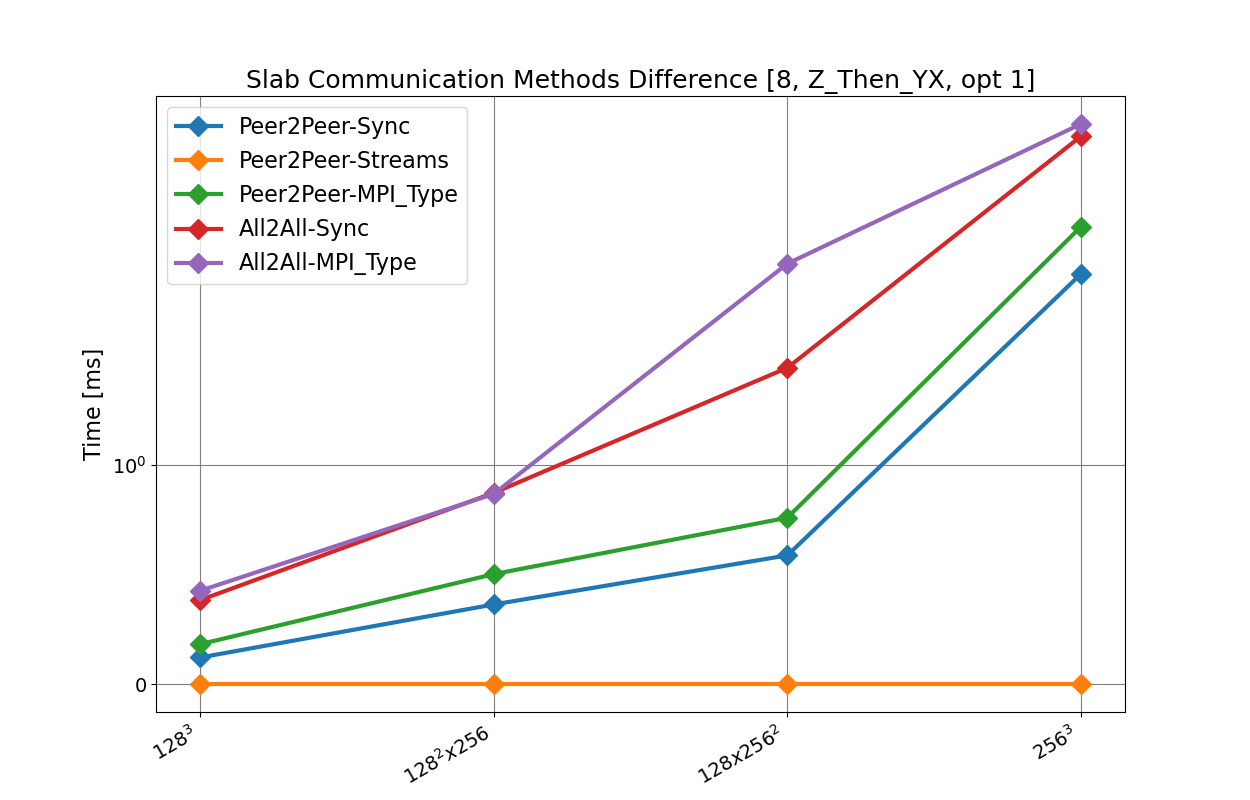 Slab Communication Methods Difference [8, Z_Then_YX, opt 1]
Peer2Peer-Sync
Peer2Peer-Streams
Peer2Peer-MPI_Type
All2All-Sync
All2All-MPI_Type
Time [ms]
10⁰
0
128³
128²x256
128x256²
256³